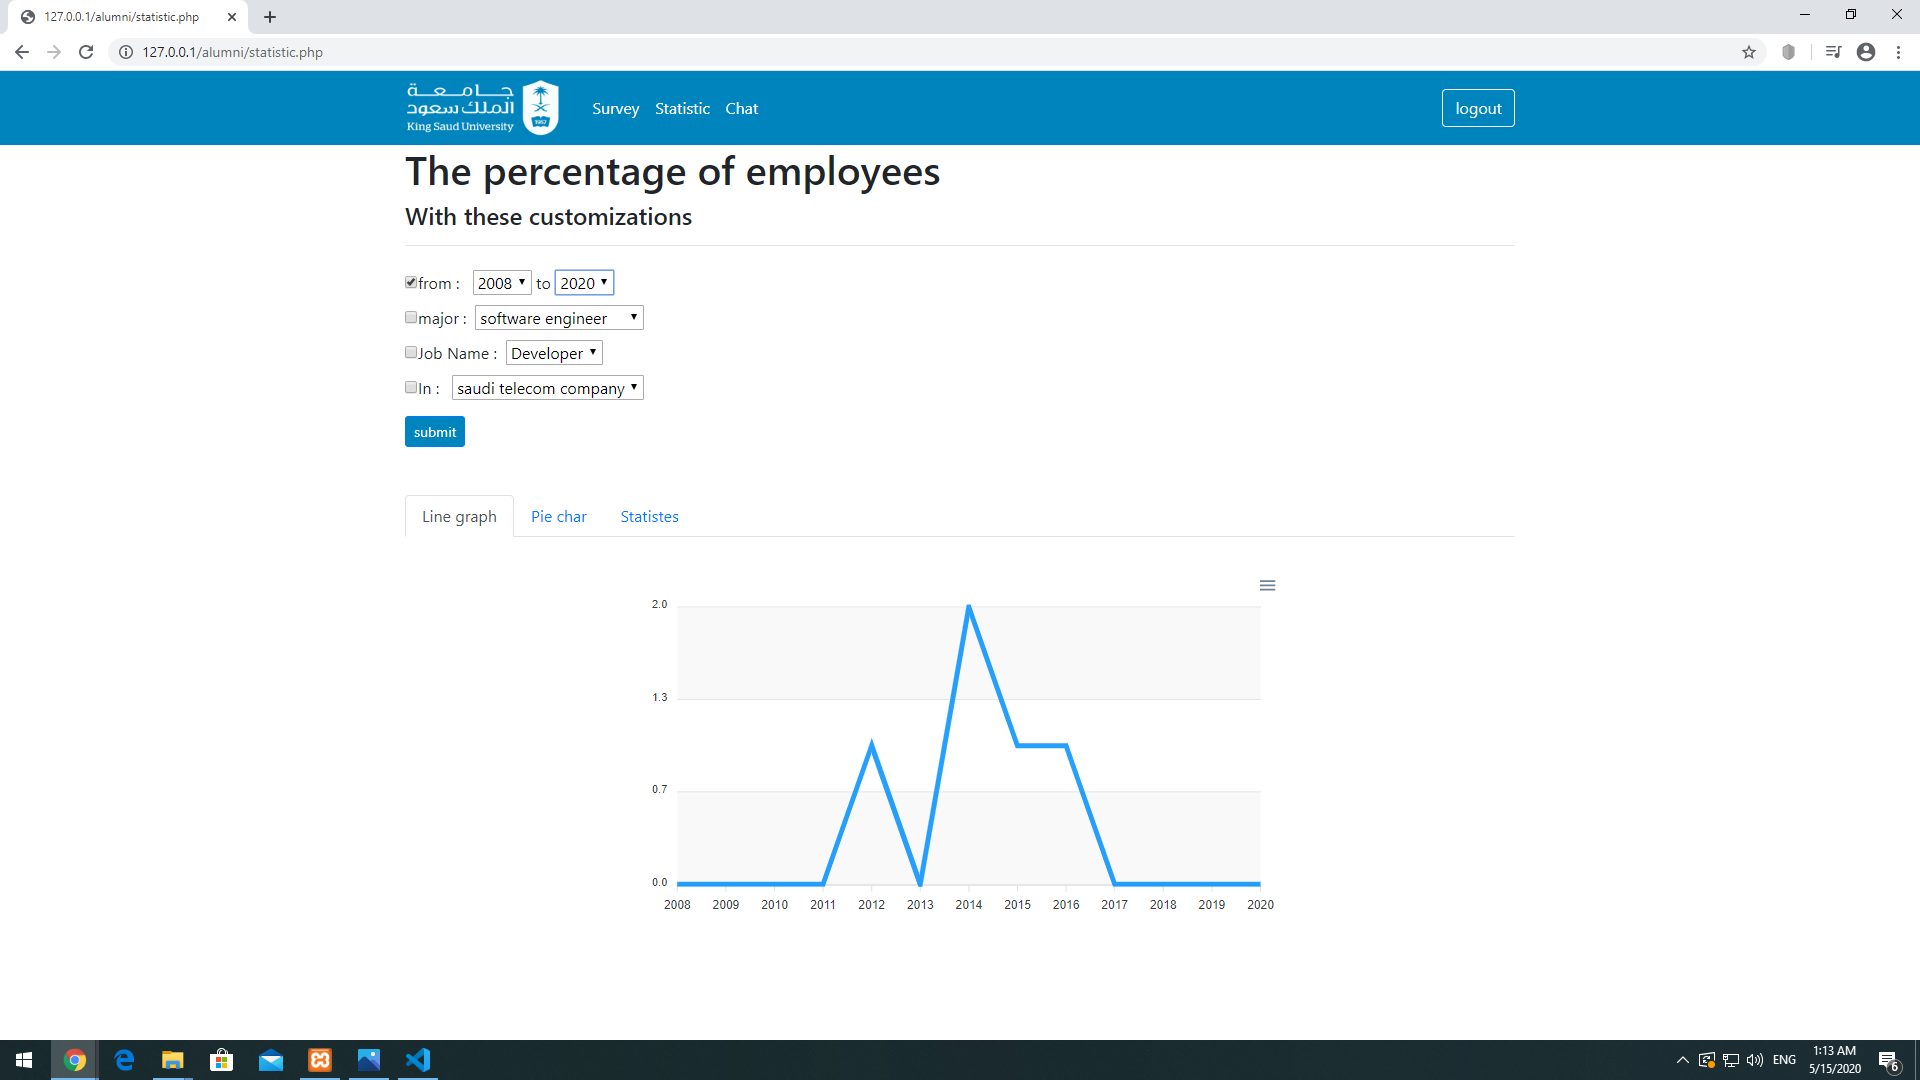 127.0.0.1/alumni/statistic.php
127.0.0.1/alumni/statistic.php
جامعة
الملك سعود
King Saud University
1957
Survey Statistic Chat
logout
The percentage of employees
With these customizations
from : 2008 to 2020
major : software engineer
Job Name : Developer
In : saudi telecom company
submit
Line graph Pie char Statistes
2.0
1.3
0.7
0.0
2008 2009 2010 2011 2012 2013 2014 2015 2016 2017 2018 2019 2020
ENG
1:13 AM
5/15/2020
6